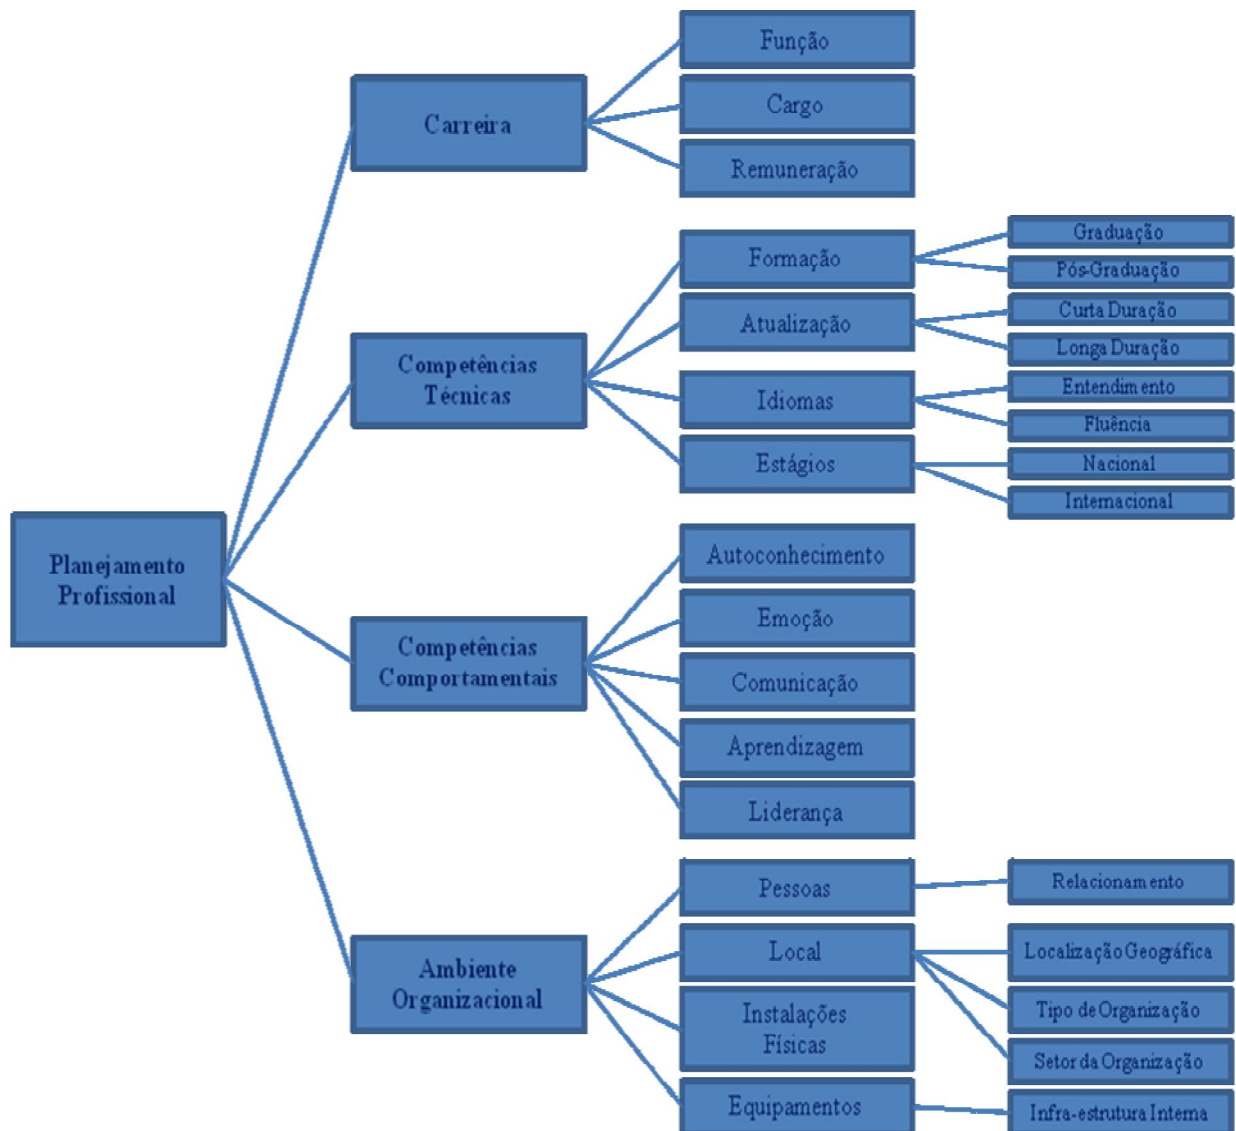 Planejamento
Profissional
Carreira
Função
Cargo
Remuneração
Competências
Técnicas
Formação
Graduação
Pós-Graduação
Atualização
Curta Duração
Longa Duração
Idiomas
Entendimento
Fluência
Estágios
Nacional
Internacional
Competências
Comportamentais
Autoconhecimento
Emoção
Comunicação
Aprendizagem
Liderança
Ambiente
Organizacional
Pessoas
Relacionamento
Local
Localização Geográfica
Tipo de Organização
Setor da Organização
Instalações
Físicas
Equipamentos
Infra-estrutura Interna